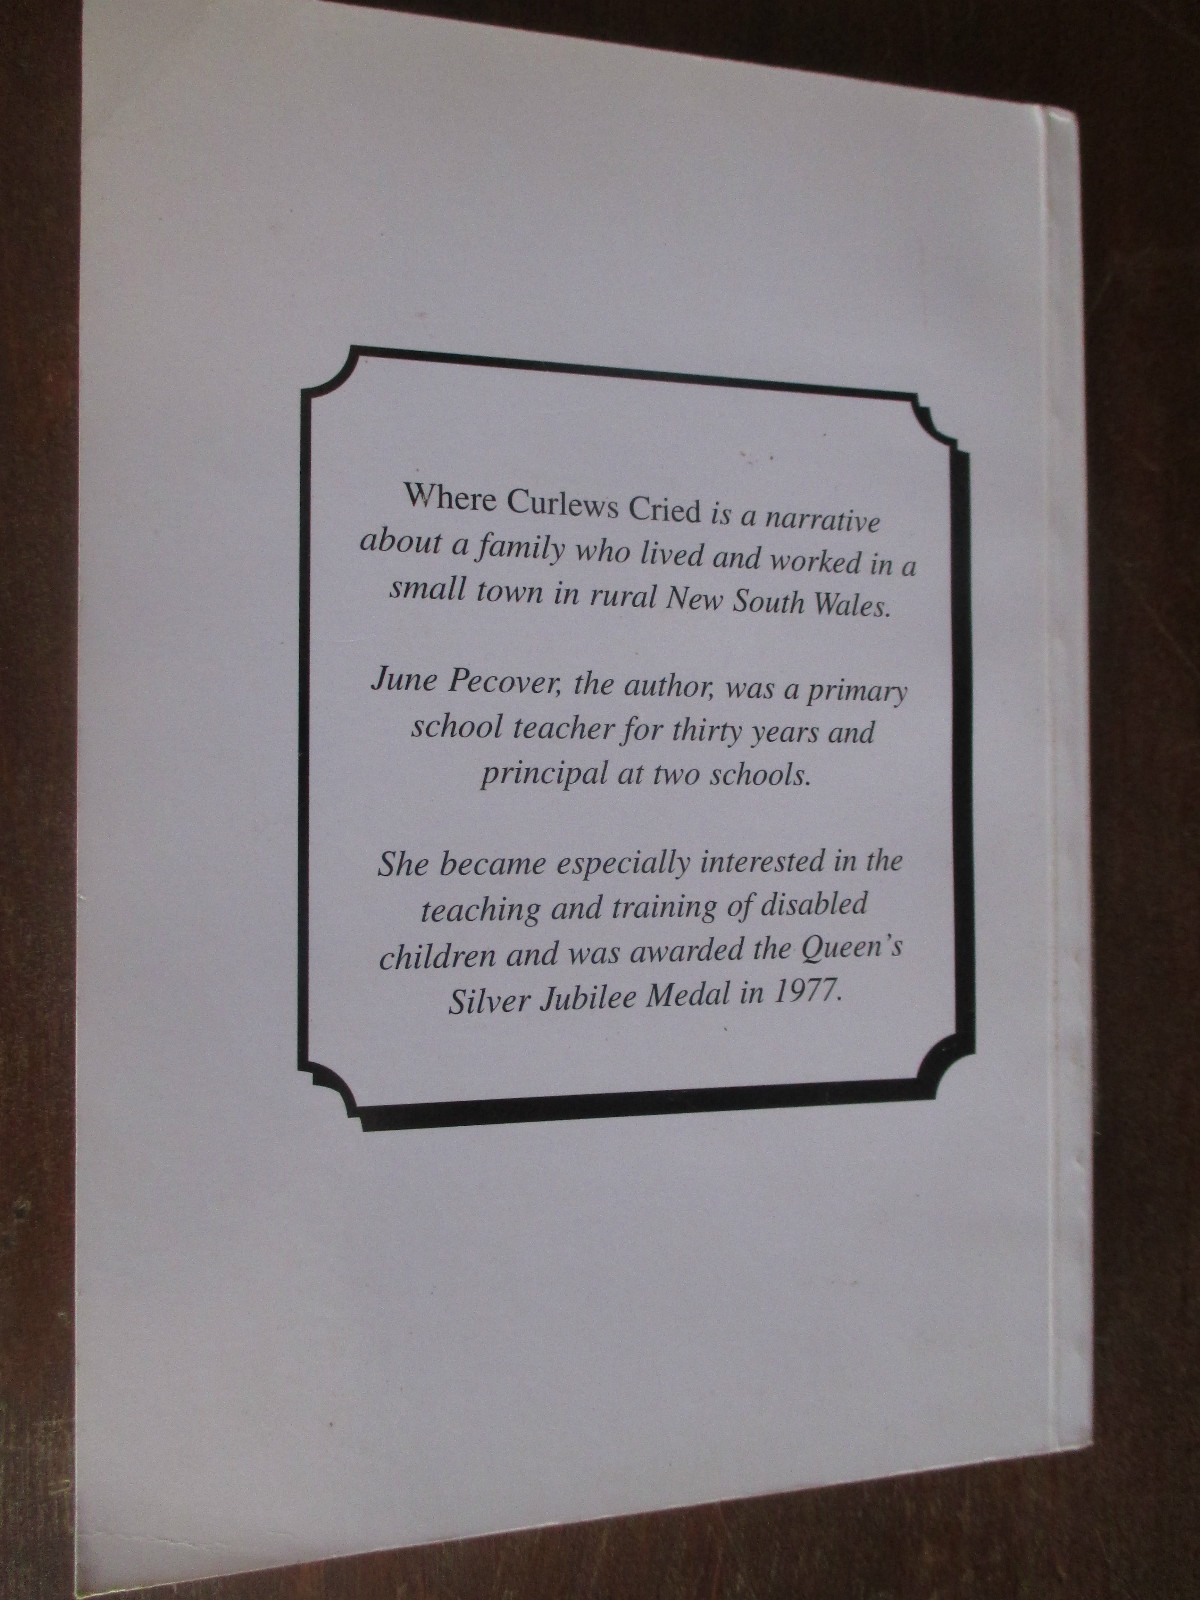 Where Curlews Cried is a narrative
about a family who lived and worked in a
small town in rural New South Wales.
June Pecover, the author, was a primary
school teacher for thirty years and
principal at two schools.
She became especially interested in the
teaching and training of disabled
children and was awarded the Queen's
Silver Jubilee Medal in 1977.